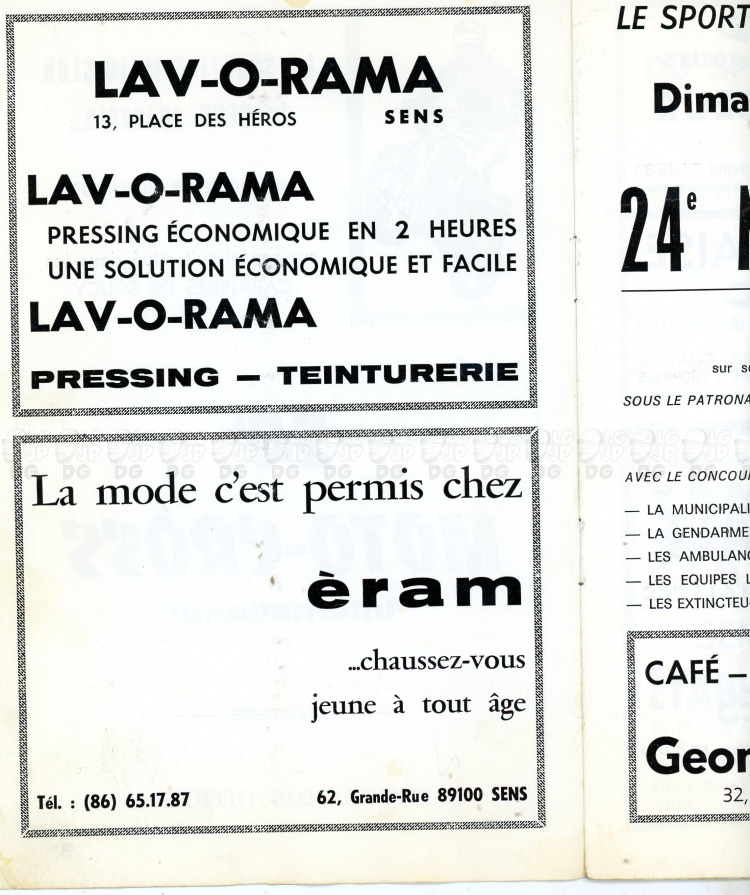 LAV-O-RAMA
13, PLACE DES HÉROS SENS
LAV-O-RAMA
PRESSING ÉCONOMIQUE EN 2 HEURES
UNE SOLUTION ÉCONOMIQUE ET FACILE
LAV-O-RAMA
PRESSING — TEINTURERIE
La mode c'est permis chez
èram
...chaussez-vous
jeune à tout âge
Tél. : (86) 65.17.87 62, Grande-Rue 89100 SENS
LE SPORT
Dima
24e
sur s
SOUS LE PATRONA
AVEC LE CONCOU
— LA MUNICIPALI
— LA GENDARME
— LES AMBULANC
— LES EQUIPES L
— LES EXTINCTEU
CAFÉ —
Geor
32,